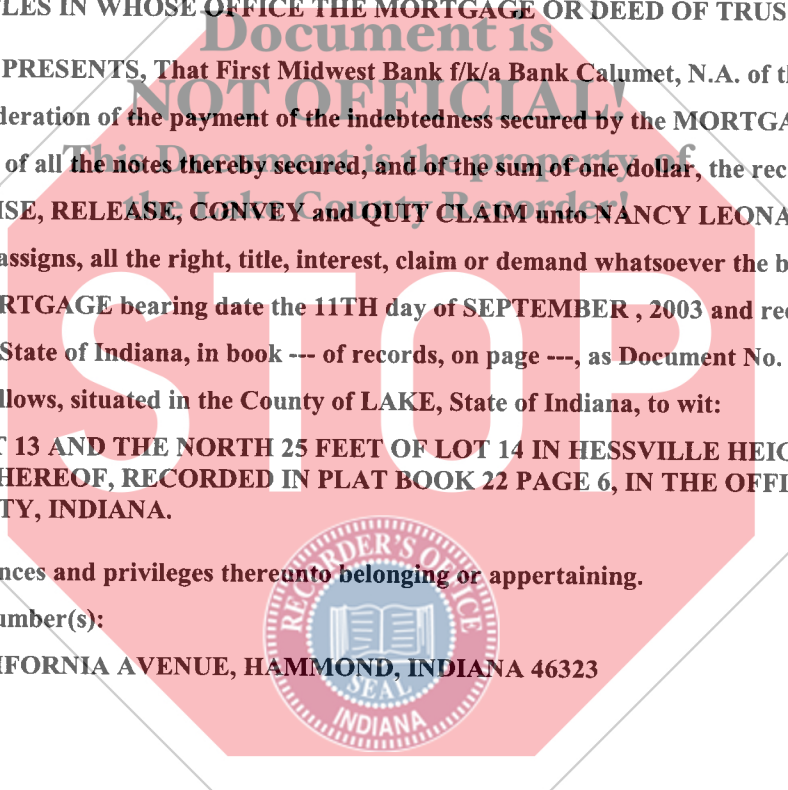 LES IN WHOSE OFFICE THE MORTGAGE OR DEED OF TRUS
Document is
PRESENTS, That First Midwest Bank f/k/a Bank Calumet, N.A. of th
NOT OFFICIAL!
deration of the payment of the indebtedness secured by the MORTGA
This Document is the property of
of all the notes thereby secured, and of the sum of one dollar, the rec
the Lake County Recorder!
ISE, RELEASE, CONVEY and QUIT CLAIM unto NANCY LEONA
assigns, all the right, title, interest, claim or demand whatsoever the b
RTGAGE bearing date the 11TH day of SEPTEMBER , 2003 and rec
State of Indiana, in book --- of records, on page ---, as Document No.
STOP
llows, situated in the County of LAKE, State of Indiana, to wit:
T 13 AND THE NORTH 25 FEET OF LOT 14 IN HESSVILLE HEIG
HEREOF, RECORDED IN PLAT BOOK 22 PAGE 6, IN THE OFFI
TY, INDIANA.
nces and privileges thereunto belonging or appertaining.
umber(s):
IFORNIA AVENUE, HAMMOND, INDIANA 46323
RECORDER'S OFFICE
SEAL
INDIANA